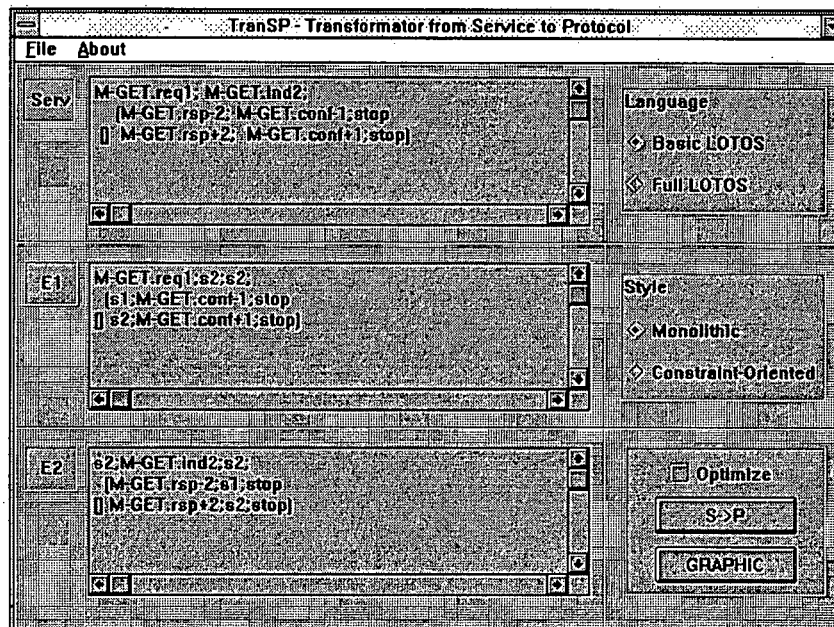 TranSP - Transformator from Service to Protocol
File About
Serv
M-GET.req1; M-GET.ind2;
(M-GET.rsp-2; M-GET.conf-1;stop
[] M-GET.rsp+2; M-GET.conf+1;stop)
Language
Basic LOTOS
Full LOTOS
E1
M-GET.req1;s2;s2;
(s1;M-GET.conf-1;stop
[] s2;M-GET.conf+1;stop)
Style
Monolithic
Constraint-Oriented
E2
s2;M-GET.ind2;s2;
(M-GET.rsp-2;s1;stop
[]M-GET.rsp+2;s2;stop)
Optimize
S->P
GRAPHIC